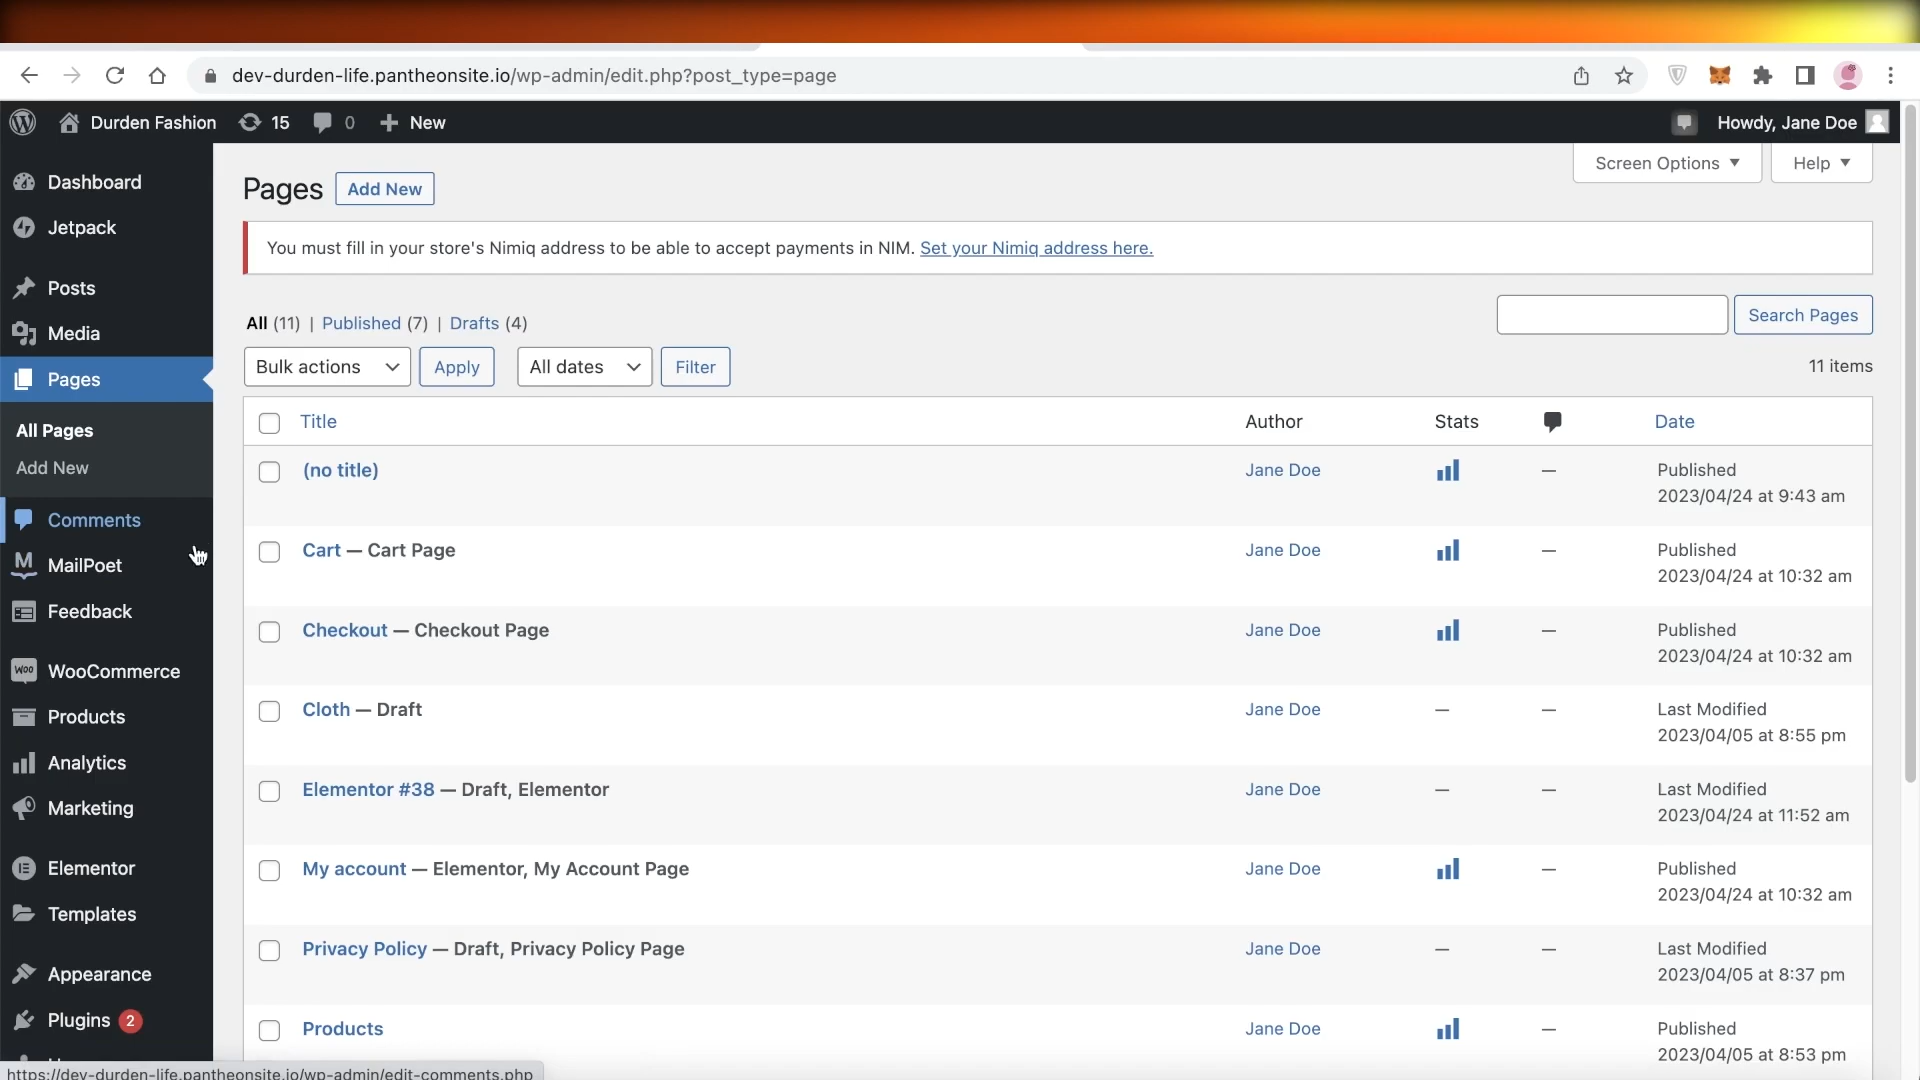 dev-durden-life.pantheonsite.io/wp-admin/edit.php?post_type=page
Durden Fashion 15 0 New Howdy, Jane Doe
Screen Options Help
Dashboard
Jetpack
Posts
Media
Pages
All Pages
Add New
Comments
MailPoet
Feedback
WooCommerce
Products
Analytics
Marketing
Elementor
Templates
Appearance
Plugins 2
Pages Add New
You must fill in your store's Nimiq address to be able to accept payments in NIM. Set your Nimiq address here.
All (11) | Published (7) | Drafts (4)
Search Pages
Bulk actions Apply All dates Filter 11 items
Title Author Stats Date
(no title) Jane Doe — Published
2023/04/24 at 9:43 am
Cart — Cart Page Jane Doe — Published
2023/04/24 at 10:32 am
Checkout — Checkout Page Jane Doe — Published
2023/04/24 at 10:32 am
Cloth — Draft Jane Doe — — Last Modified
2023/04/05 at 8:55 pm
Elementor #38 — Draft, Elementor Jane Doe — — Last Modified
2023/04/24 at 11:52 am
My account — Elementor, My Account Page Jane Doe — Published
2023/04/24 at 10:32 am
Privacy Policy — Draft, Privacy Policy Page Jane Doe — — Last Modified
2023/04/05 at 8:37 pm
Products Jane Doe — Published
2023/04/05 at 8:53 pm
https://dev-durden-life.pantheonsite.io/wp-admin/edit-comments.php